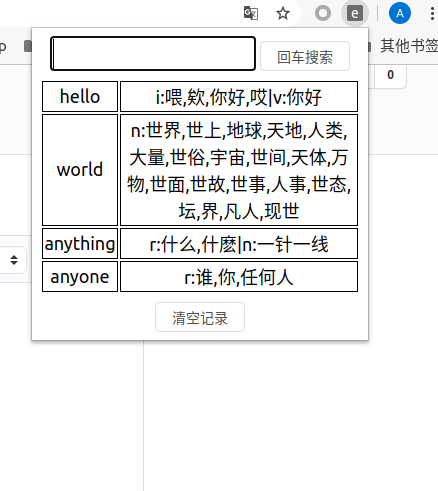 e
A
p
其他书签
0
回车搜索
hello
i:喂,欸,你好,哎|v:你好
world
n:世界,世上,地球,天地,人类,
大量,世俗,宇宙,世间,天体,万
物,世面,世故,世事,人事,世态,
坛,界,凡人,现世
anything
r:什么,什麽|n:一针一线
anyone
r:谁,你,任何人
清空记录